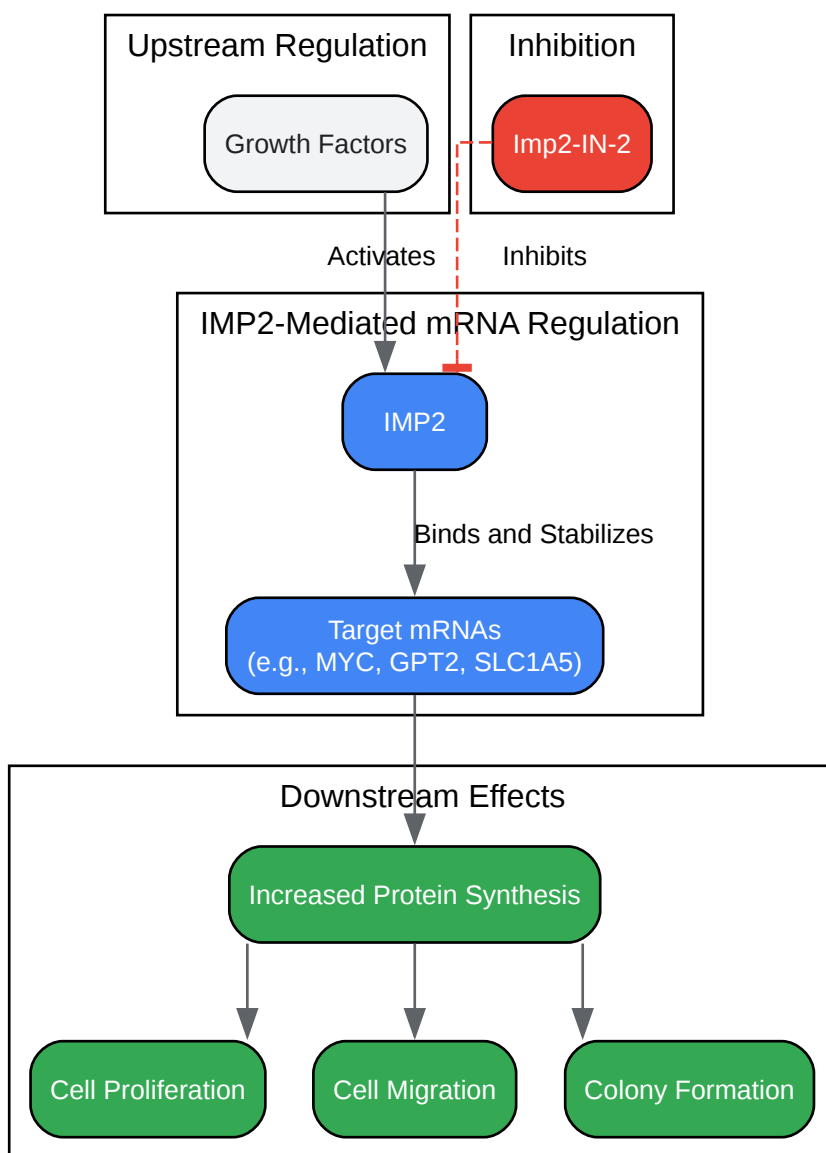 Upstream Regulation
Inhibition
Growth Factors
Imp2-IN-2
Activates
Inhibits
IMP2-Mediated mRNA Regulation
IMP2
Binds and Stabilizes
Target mRNAs
(e.g., MYC, GPT2, SLC1A5)
Downstream Effects
Increased Protein Synthesis
Cell Proliferation
Cell Migration
Colony Formation